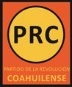 PRC
PARTIDO DE LA REVOLUCIÓN
COAHUILENSE